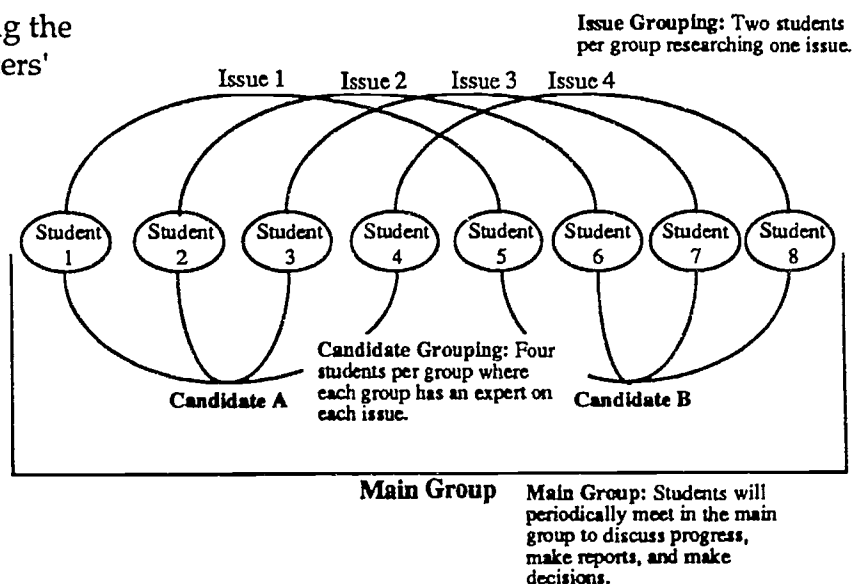 g the
ers'
Issue Grouping: Two students
per group researching one issue.
Issue 1 Issue 2 Issue 3 Issue 4
Student 1
Student 2
Student 3
Student 4
Student 5
Student 6
Student 7
Student 8
Candidate Grouping: Four
students per group where
each group has an expert on
each issue.
Candidate A
Candidate B
Main Group
Main Group: Students will
periodically meet in the main
group to discuss progress,
make reports, and make
decisions.